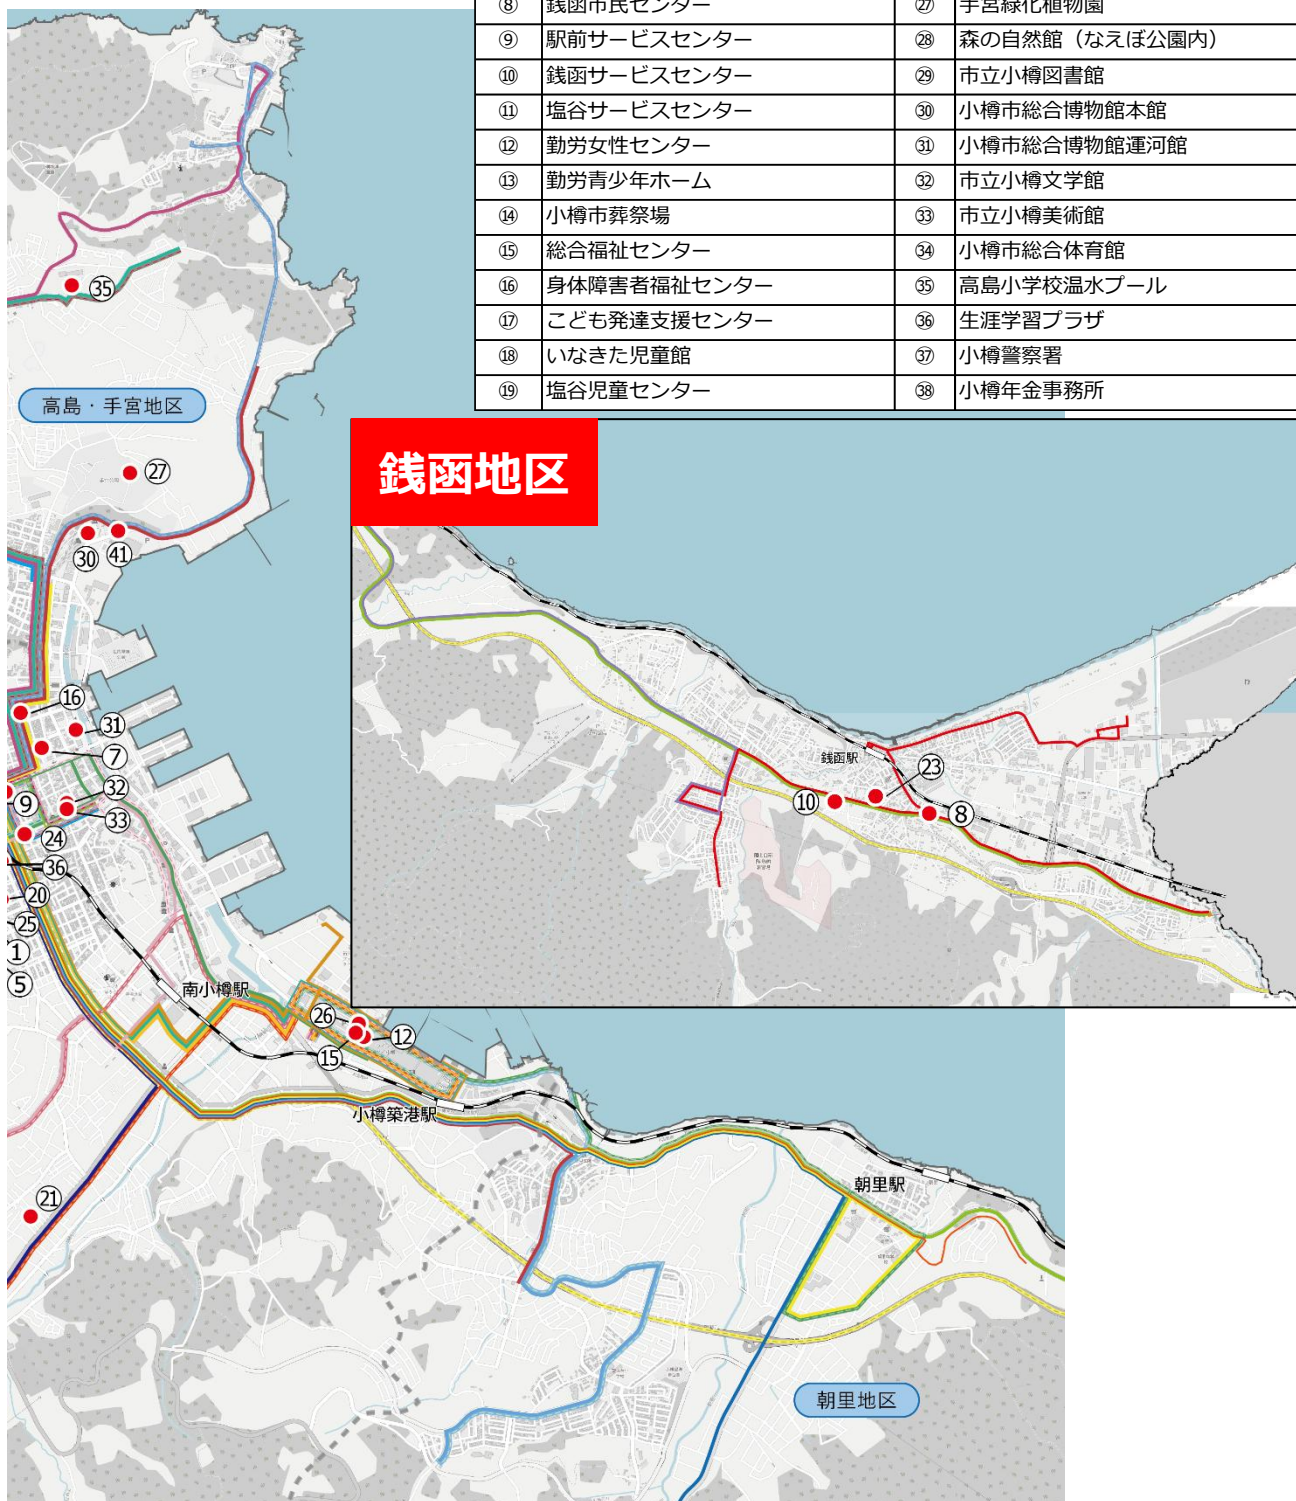 ⑧ 銭函市民センター ㉗ 手宮緑化植物園
⑨ 駅前サービスセンター ㉘ 森の自然館（なえぼ公園内）
⑩ 銭函サービスセンター ㉙ 市立小樽図書館
⑪ 塩谷サービスセンター ㉚ 小樽市総合博物館本館
⑫ 勤労女性センター ㉛ 小樽市総合博物館運河館
⑬ 勤労青少年ホーム ㉜ 市立小樽文学館
⑭ 小樽市葬祭場 ㉝ 市立小樽美術館
⑮ 総合福祉センター ㉞ 小樽市総合体育館
⑯ 身体障害者福祉センター ㉟ 高島小学校温水プール
⑰ こども発達支援センター ㊱ 生涯学習プラザ
⑱ いなきた児童館 ㊲ 小樽警察署
⑲ 塩谷児童センター ㊳ 小樽年金事務所
㉟
高島・手宮地区
㉗
㉚ ㊶
銭函地区
銭函駅
㉓
⑩
⑧
⑯
㉛
⑦
㉜
⑨
㉝
㉔
㊱
⑳
㉕
①
⑤
南小樽駅
㉖
⑫
⑮
小樽築港駅
朝里駅
㉑
朝里地区